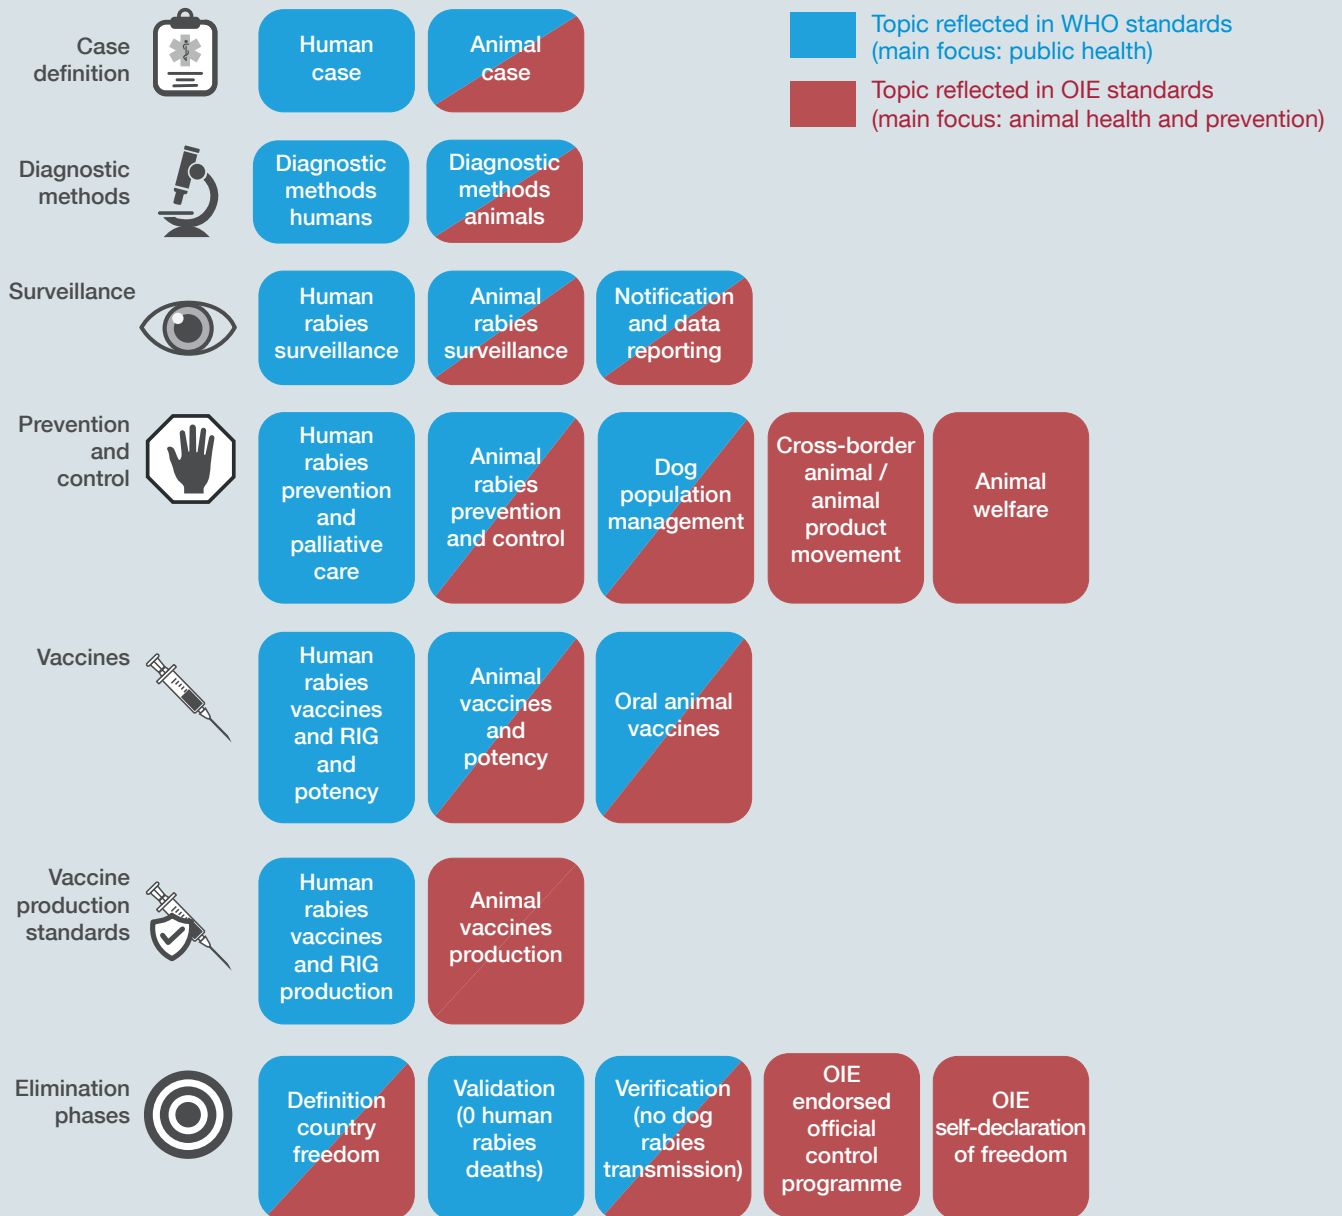 Topic reflected in WHO standards
(main focus: public health)
Topic reflected in OIE standards
(main focus: animal health and prevention)
Case
definition
Human
case
Animal
case
Diagnostic
methods
Diagnostic
methods
humans
Diagnostic
methods
animals
Surveillance
Human
rabies
surveillance
Animal
rabies
surveillance
Notification
and data
reporting
Prevention
and
control
Human
rabies
prevention
and
palliative
care
Animal
rabies
prevention
and control
Dog
population
management
Cross-border
animal /
animal
product
movement
Animal
welfare
Vaccines
Human
rabies
vaccines
and RIG
and
potency
Animal
vaccines
and
potency
Oral animal
vaccines
Vaccine
production
standards
Human
rabies
vaccines
and RIG
production
Animal
vaccines
production
Elimination
phases
Definition
country
freedom
Validation
(0 human
rabies
deaths)
Verification
(no dog
rabies
transmission)
OIE
endorsed
official
control
programme
OIE
self-declaration
of freedom